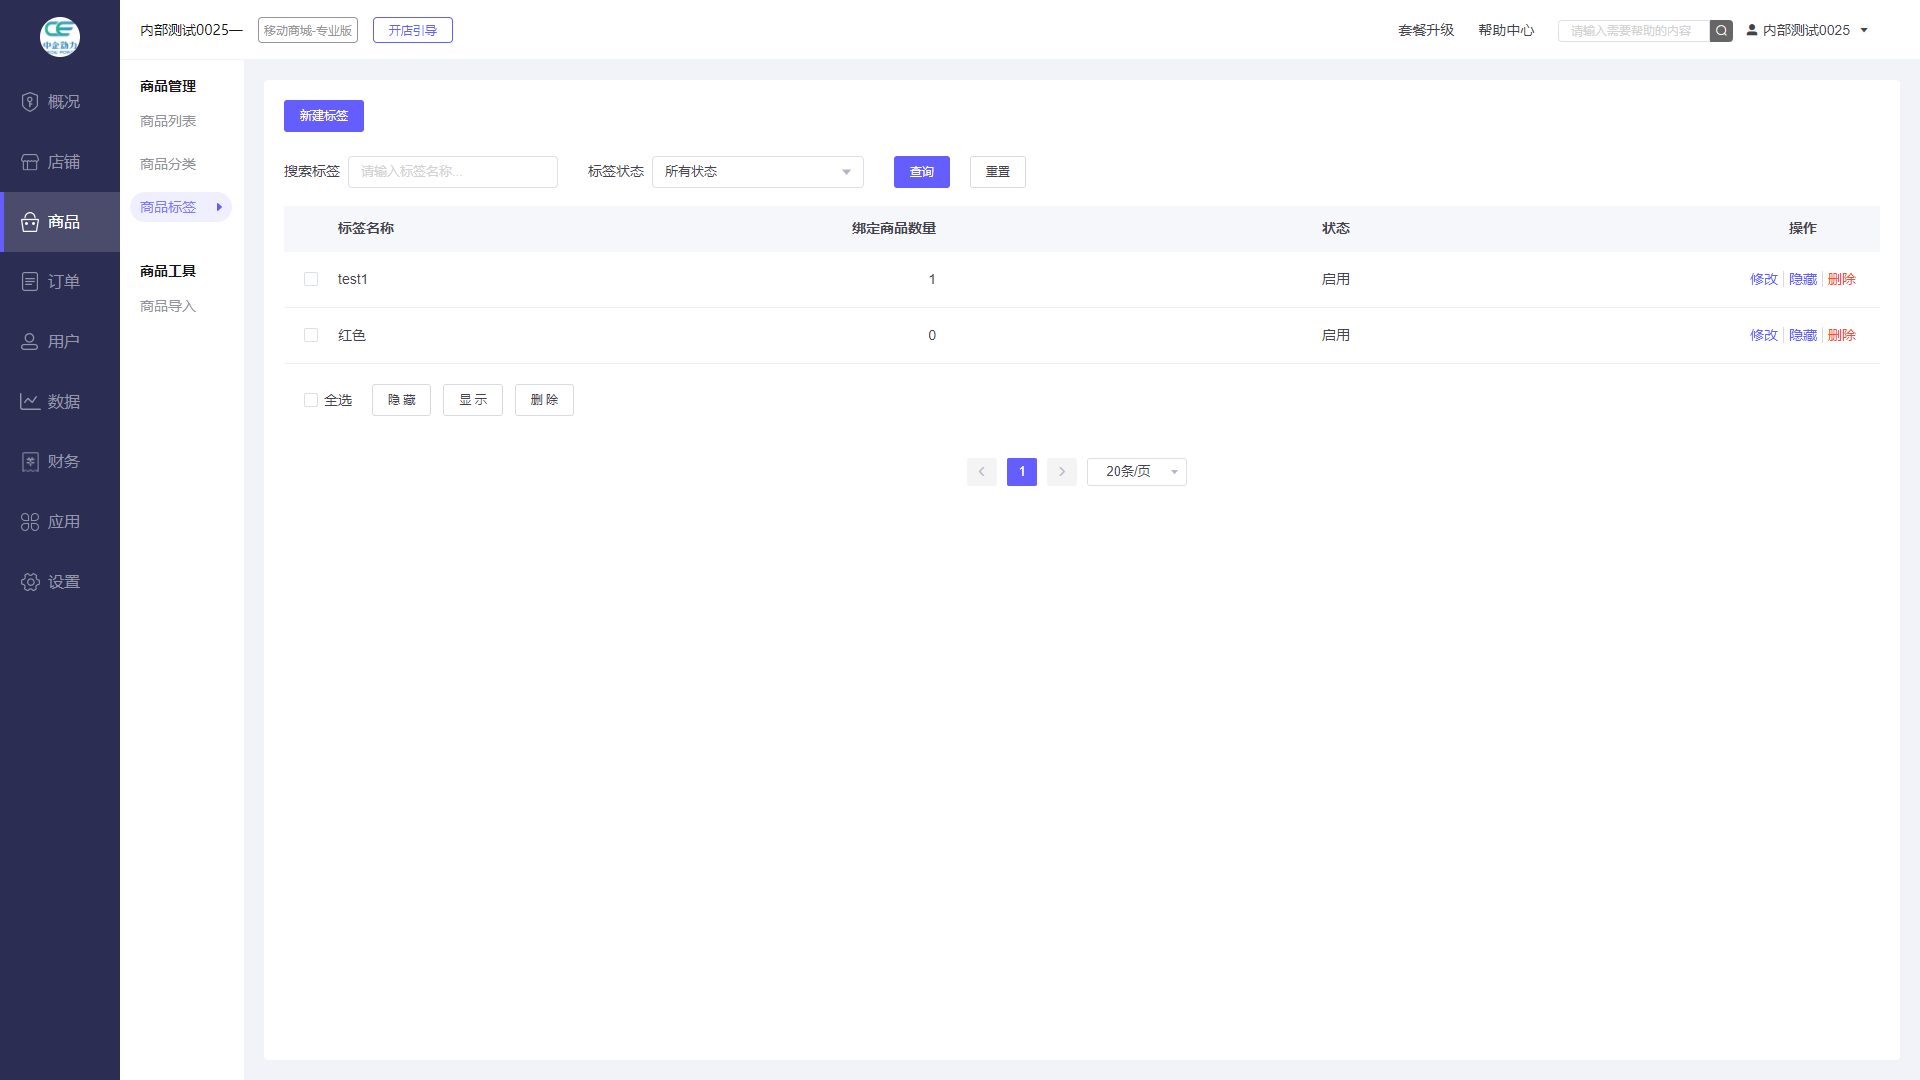 中企动力
内部测试0025—
移动商城-专业版
开店引导
套餐升级
帮助中心
请输入需要帮助的内容
内部测试0025
概况
店铺
商品
订单
用户
数据
财务
应用
设置
商品管理
商品列表
商品分类
商品标签
商品工具
商品导入
新建标签
搜索标签 请输入标签名称... 标签状态 所有状态 查询 重置
标签名称 绑定商品数量 状态 操作
test1 1 启用 修改 隐藏 删除
红色 0 启用 修改 隐藏 删除
全选 隐藏 显示 删除
1 20条/页